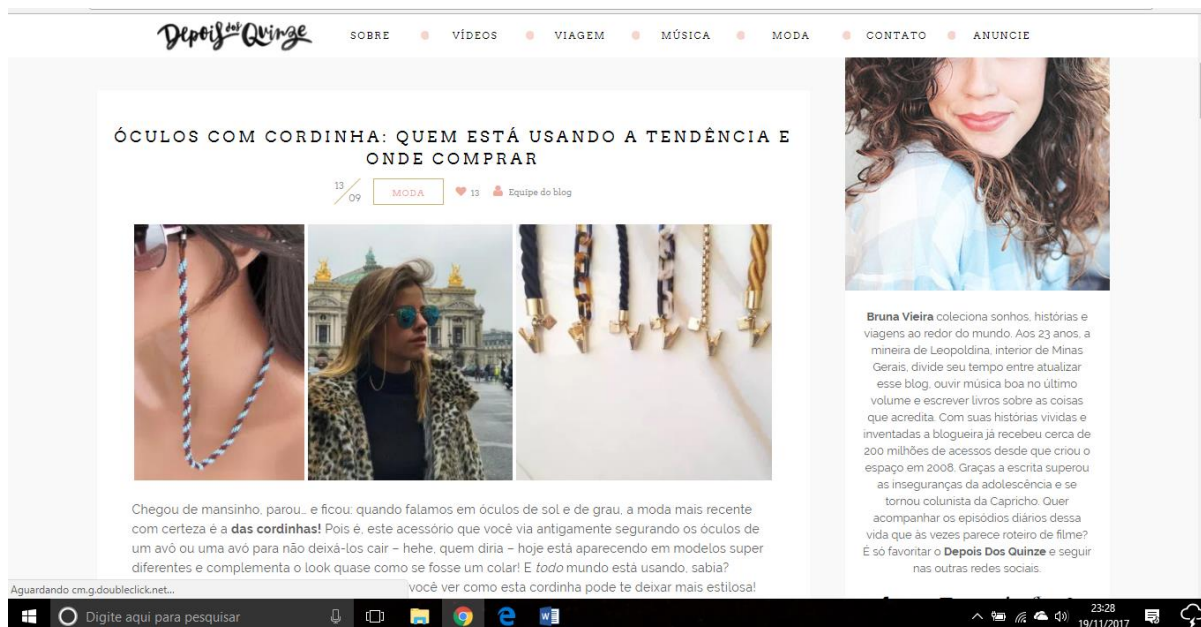 Depois dos Quinze
SOBRE VÍDEOS VIAGEM MÚSICA MODA CONTATO ANUNCIE
ÓCULOS COM CORDINHA: QUEM ESTÁ USANDO A TENDÊNCIA E
ONDE COMPRAR
13/09 MODA 13 Equipe do blog
Chegou de mansinho, parou… e ficou: quando falamos em óculos de sol e de grau, a moda mais recente
com certeza é a das cordinhas! Pois é, este acessório que você via antigamente segurando os óculos de
um avô ou uma avó para não deixá-los cair – hehe, quem diria – hoje está aparecendo em modelos super
diferentes e complementa o look quase como se fosse um colar! E todo mundo está usando, sabia?
você ver como esta cordinha pode te deixar mais estilosa!
Bruna Vieira coleciona sonhos, histórias e
viagens ao redor do mundo. Aos 23 anos, a
mineira de Leopoldina, interior de Minas
Gerais, divide seu tempo entre atualizar
esse blog, ouvir música boa no último
volume e escrever livros sobre as coisas
que acredita. Com suas histórias vividas e
inventadas a blogueira já recebeu cerca de
200 milhões de acessos desde que criou o
espaço em 2008. Graças a escrita superou
as inseguranças da adolescência e se
tornou colunista da Capricho. Quer
acompanhar os episódios diários dessa
vida que às vezes parece roteiro de filme?
É só favoritar o Depois Dos Quinze e seguir
nas outras redes sociais.
Aguardando cm.g.doubleclick.net...
Digite aqui para pesquisar
23:28
19/11/2017